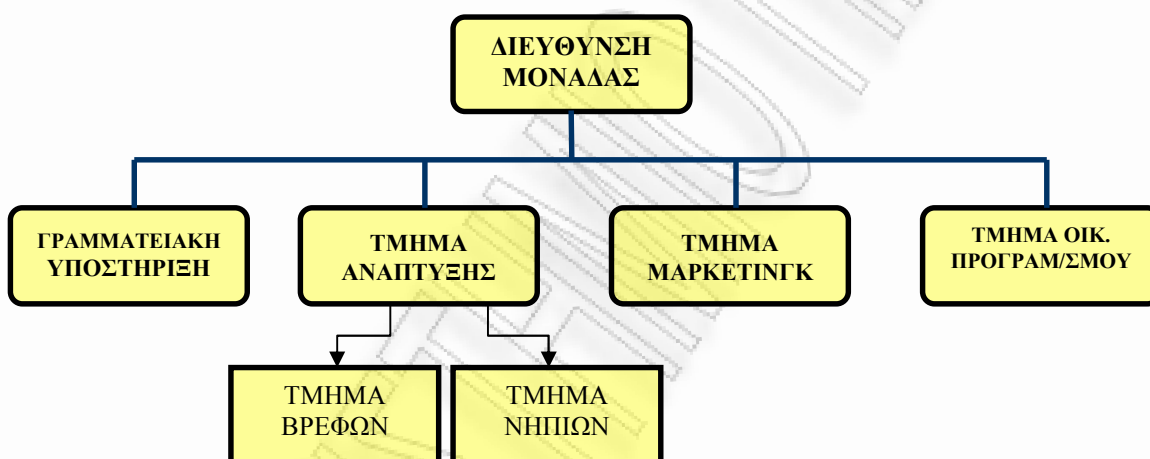 ΔΙΕΥΘΥΝΣΗ
ΜΟΝΑΔΑΣ
ΓΡΑΜΜΑΤΕΙΑΚΗ
ΥΠΟΣΤΗΡΙΞΗ
ΤΜΗΜΑ
ΑΝΑΠΤΥΞΗΣ
ΤΜΗΜΑ
ΜΑΡΚΕΤΙΝΓΚ
ΤΜΗΜΑ ΟΙΚ.
ΠΡΟΓΡΑΜ/ΣΜΟΥ
ΤΜΗΜΑ
ΒΡΕΦΩΝ
ΤΜΗΜΑ
ΝΗΠΙΩΝ